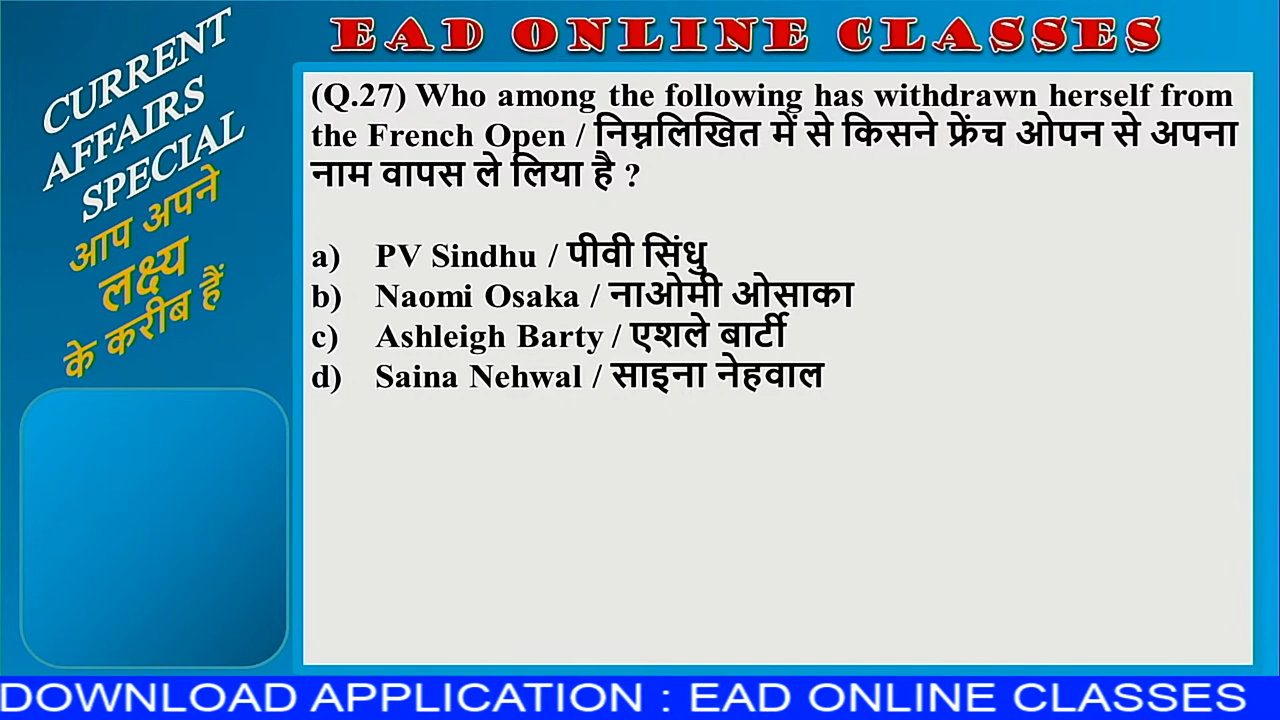 EAD ONLINE CLASSES
CURRENT
AFFAIRS
SPECIAL
आप अपने
लक्ष्य
के करीब हैं
(Q.27) Who among the following has withdrawn herself from
the French Open / निम्नलिखित में से किसने फ्रेंच ओपन से अपना
नाम वापस ले लिया है ?
a) PV Sindhu / पीवी सिंधु
b) Naomi Osaka / नाओमी ओसाका
c) Ashleigh Barty / एशले बार्टी
d) Saina Nehwal / साइना नेहवाल
DOWNLOAD APPLICATION : EAD ONLINE CLASSES